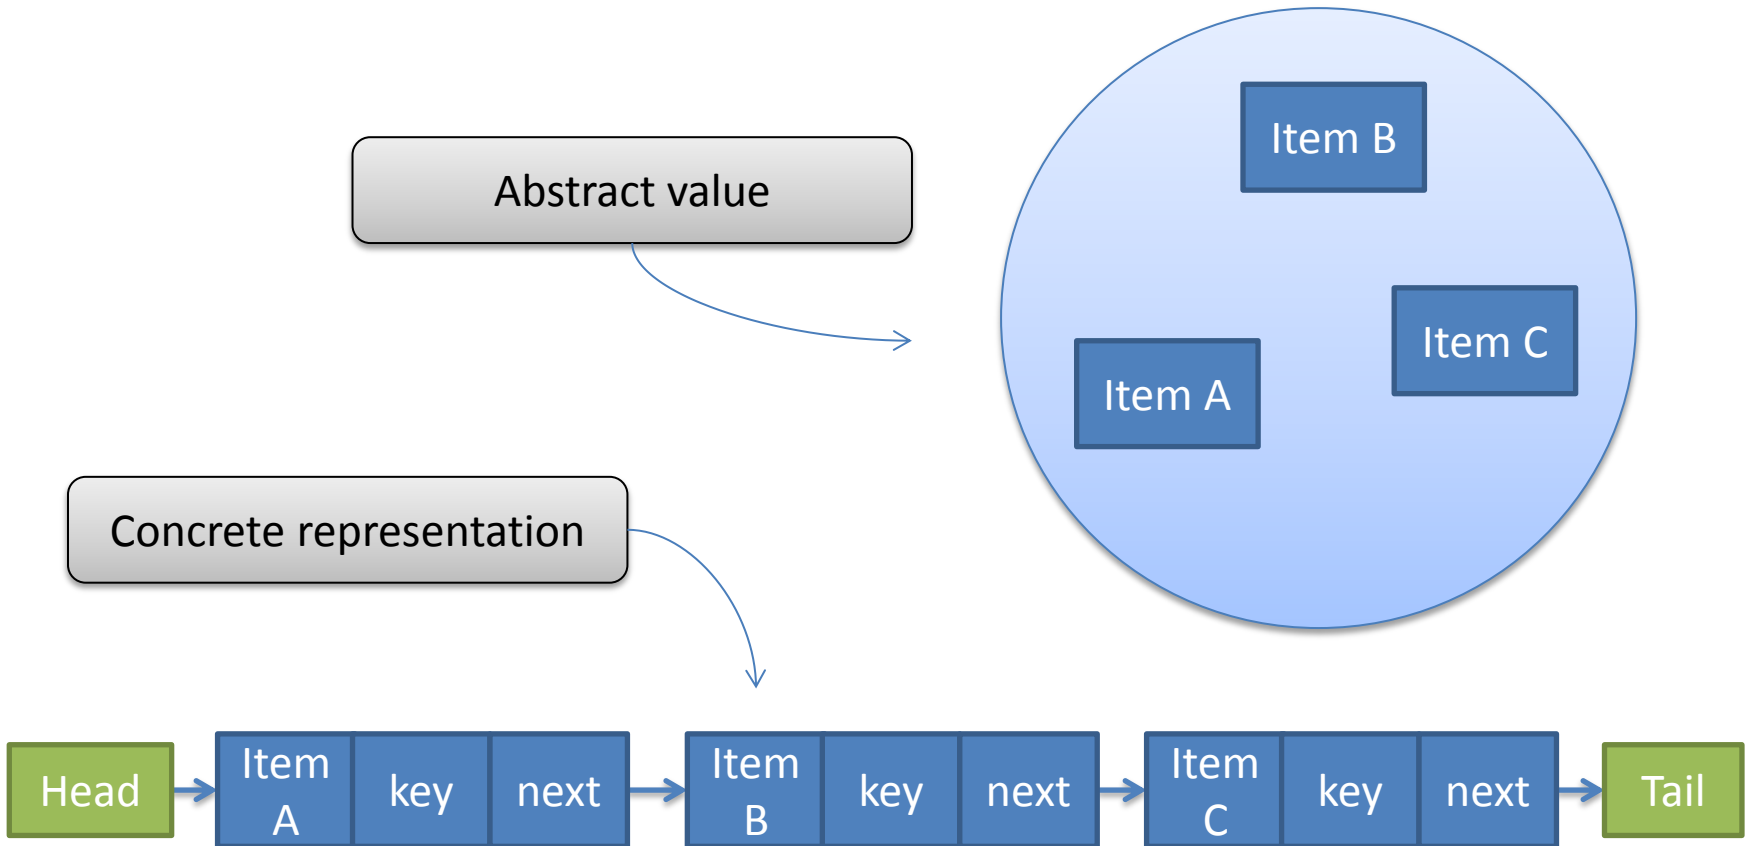 Item B
Abstract value
Item C
Item A
Concrete representation
Head
Item
A
key
next
Item
B
key
next
Item
C
key
next
Tail